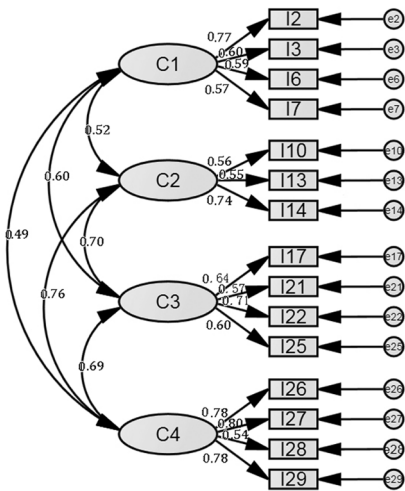 I2 e2
0.77
I3 e3
0.60
C1
0.59
I6 e6
0.57
I7 e7
0.52
I10 e10
0.56
0.60
C2
0.55
I13 e13
0.74
I14 e14
0.49
0.70
I17 e17
0.64
0.57
I21 e21
0.76
C3
0.71
I22 e22
0.60
I25 e25
0.69
I26 e26
0.78
0.80
I27 e27
C4
0.54
I28 e28
0.78
I29 e29